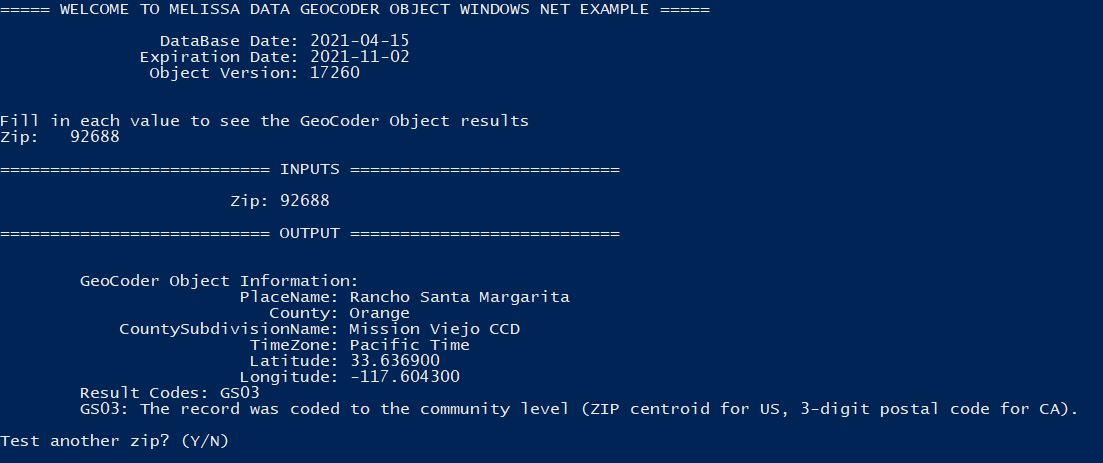 ===== WELCOME TO MELISSA DATA GEOCODER OBJECT WINDOWS NET EXAMPLE =====
DataBase Date: 2021-04-15
Expiration Date: 2021-11-02
Object Version: 17260
Fill in each value to see the GeoCoder Object results
Zip: 92688
=========================== INPUTS ===========================
Zip: 92688
=========================== OUTPUT ===========================
GeoCoder Object Information:
PlaceName: Rancho Santa Margarita
County: Orange
CountySubdivisionName: Mission Viejo CCD
TimeZone: Pacific Time
Latitude: 33.636900
Longitude: -117.604300
Result Codes: GS03
GS03: The record was coded to the community level (ZIP centroid for US, 3-digit postal code for CA).
Test another zip? (Y/N)